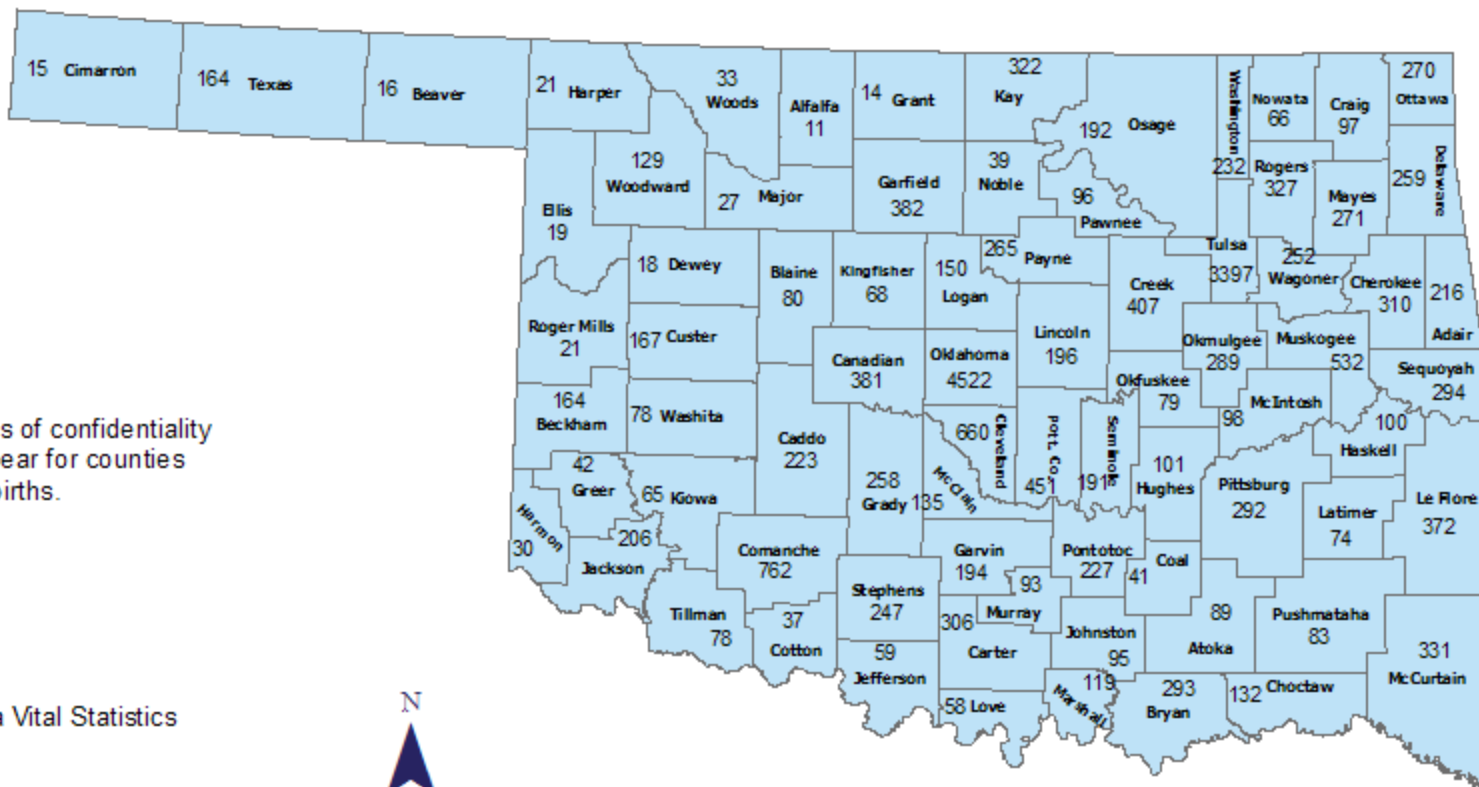 15 Cimarron
164 Texas
16 Beaver
21 Harper
33
Woods
Alfalfa
11
14 Grant
322
Kay
192 Osage
Washington
232
Nowata
66
Craig
97
270
Ottawa
129
Woodward
27 Major
Garfield
382
39
Noble
96
Pawnee
Rogers
327
Mayes
271
259
Delaware
Ellis
19
18 Dewey
Blaine
80
Kingfisher
68
150
Logan
265
Payne
Creek
407
Tulsa
3397
252
Wagoner
Cherokee
310
216
Adair
Roger Mills
21
167 Custer
Canadian
381
Oklahoma
4522
Lincoln
196
Okmulgee
289
Muskogee
532
Sequoyah
294
164
Beckham
78 Washita
Caddo
223
660
Cleveland
Pott. Co.
451
Seminole
191
Okfuskee
79
98
McIntosh
100
Haskell
s of confidentiality
ear for counties
births.
42
Greer
65 Kiowa
258
Grady
135
McClain
101
Hughes
Pittsburg
292
Latimer
74
Le Flore
372
Harmon
30
206
Jackson
Comanche
762
Garvin
194
Pontotoc
227
41
Coal
Tillman
78
37
Cotton
Stephens
247
93
Murray
306
Carter
Johnston
95
89
Atoka
Pushmataha
83
331
McCurtain
59
Jefferson
58 Love
119
Marshall
293
Bryan
132 Choctaw
a Vital Statistics
N